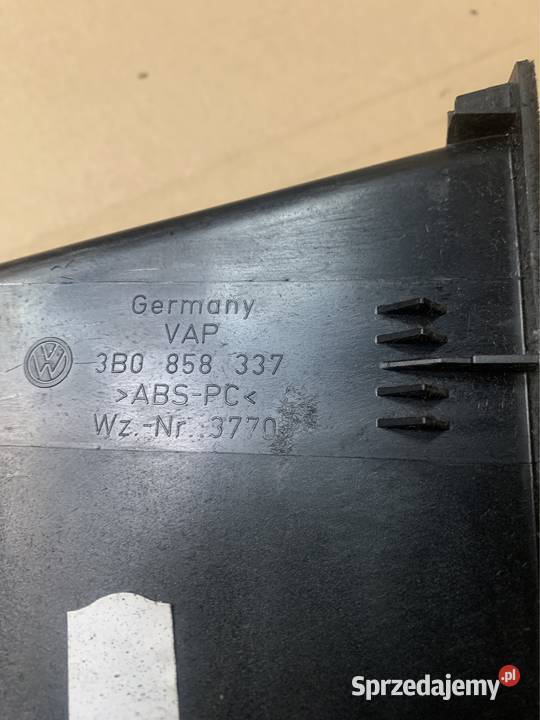 Germany
VAP
3B0 858 337
>ABS-PC<
Wz.-Nr. 3770
Sprzedajemy.pl